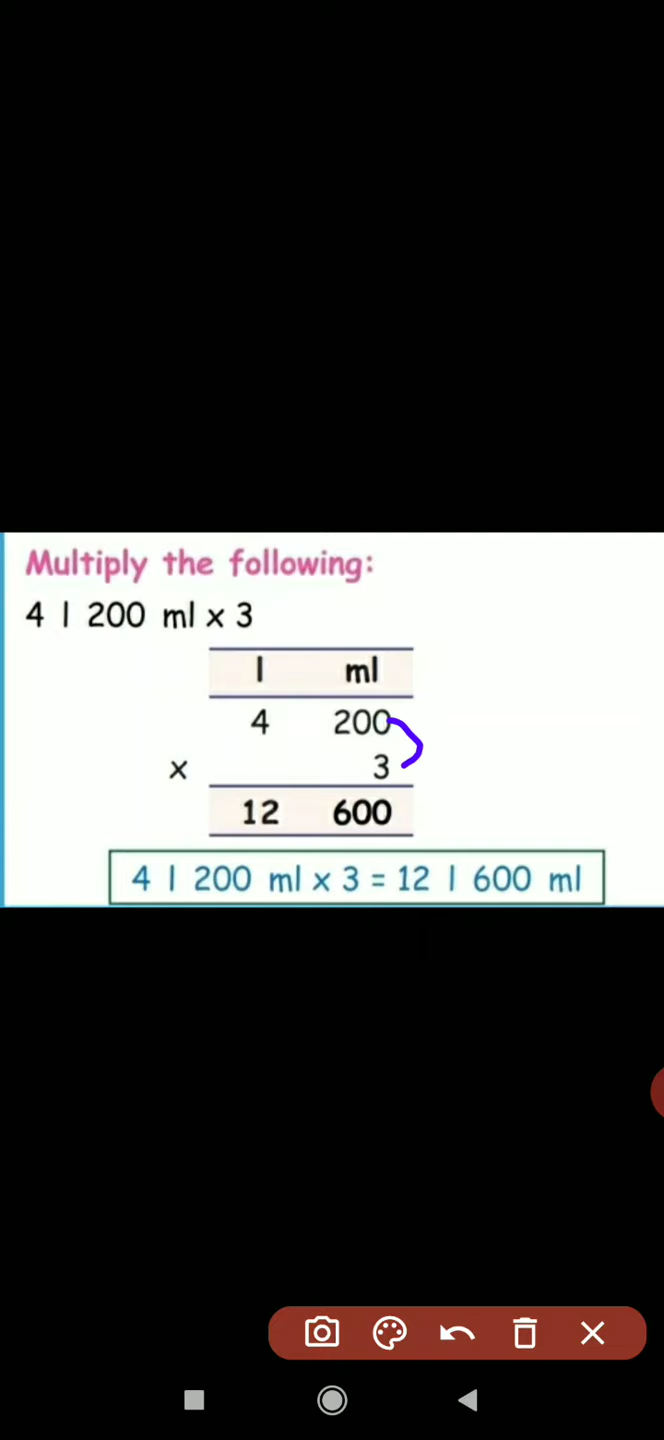 Multiply the following:
4 l 200 ml x 3
l ml
4 200
x 3
12 600
4 l 200 ml x 3 = 12 l 600 ml